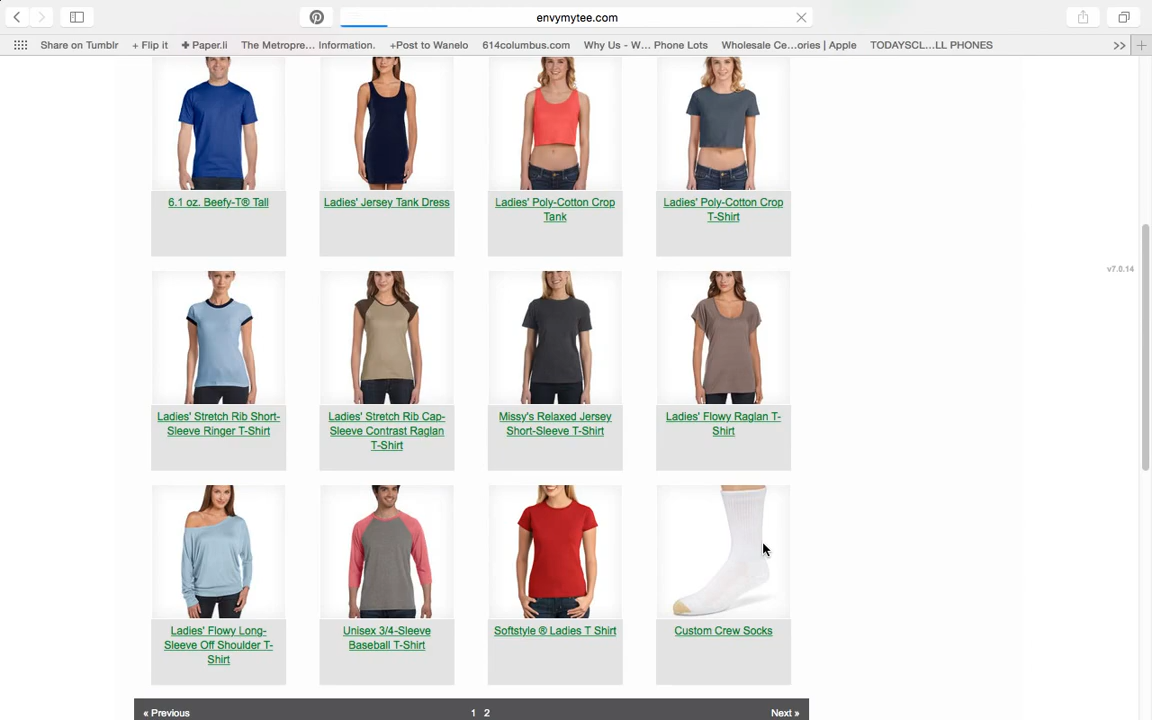 envymytee.com
Share on Tumblr + Flip it ✚ Paper.li The Metropre... Information. +Post to Wanelo 614columbus.com Why Us - W... Phone Lots Wholesale Ce...ories | Apple TODAYSCL...LL PHONES >> +
6.1 oz. Beefy-T® Tall
Ladies' Jersey Tank Dress
Ladies' Poly-Cotton Crop
Tank
Ladies' Poly-Cotton Crop
T-Shirt
v7.0.14
Ladies' Stretch Rib Short-
Sleeve Ringer T-Shirt
Ladies' Stretch Rib Cap-
Sleeve Contrast Raglan
T-Shirt
Missy's Relaxed Jersey
Short-Sleeve T-Shirt
Ladies' Flowy Raglan T-
Shirt
Ladies' Flowy Long-
Sleeve Off Shoulder T-
Shirt
Unisex 3/4-Sleeve
Baseball T-Shirt
Softstyle ® Ladies T Shirt
Custom Crew Socks
« Previous 1 2 Next »